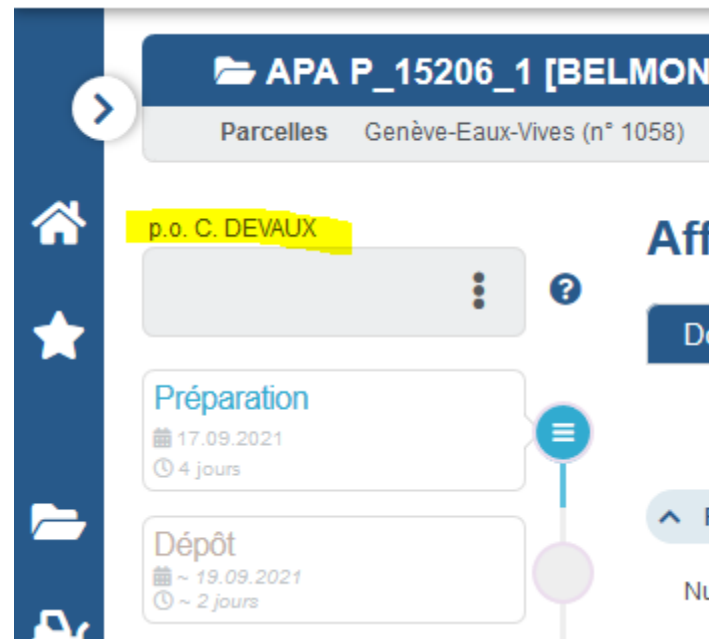 APA P_15206_1 [BELMON
Parcelles Genève-Eaux-Vives (n° 1058)
p.o. C. DEVAUX
Aff
Préparation
17.09.2021
4 jours
Dépôt
~ 19.09.2021
~ 2 jours
Nu